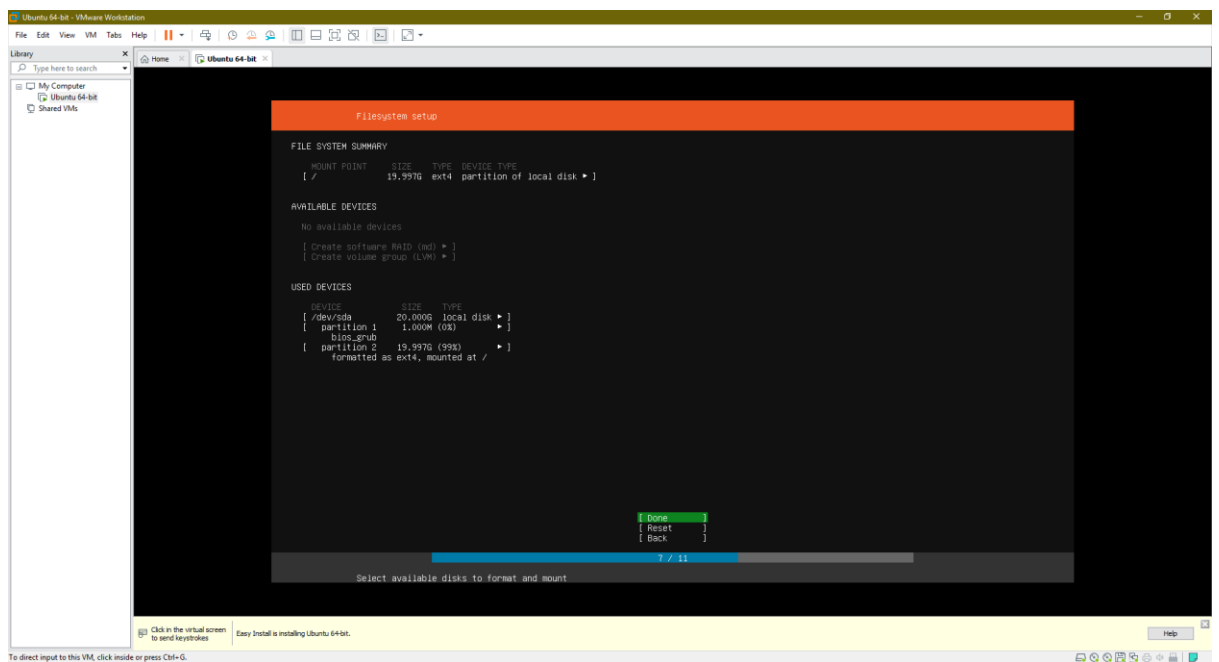 Ubuntu 64-bit - VMware Workstation
File Edit View VM Tabs Help
Library
Home
Ubuntu 64-bit
Type here to search
My Computer
Ubuntu 64-bit
Shared VMs
Filesystem setup
FILE SYSTEM SUMMARY
MOUNT POINT SIZE TYPE DEVICE TYPE
[ / 19.997G ext4 partition of local disk ▸ ]
AVAILABLE DEVICES
No available devices
[ Create software RAID (md) ▸ ]
[ Create volume group (LVM) ▸ ]
USED DEVICES
DEVICE SIZE TYPE
[ /dev/sda 20.000G local disk ▸ ]
[ partition 1 1.000M (0%) ▸ ]
bios_grub
[ partition 2 19.997G (99%) ▸ ]
formatted as ext4, mounted at /
[ Done ]
[ Reset ]
[ Back ]
7 / 11
Select available disks to format and mount
Click in the virtual screen
to send keystrokes
Easy Install is installing Ubuntu 64-bit.
Help
To direct input to this VM, click inside or press Ctrl+G.